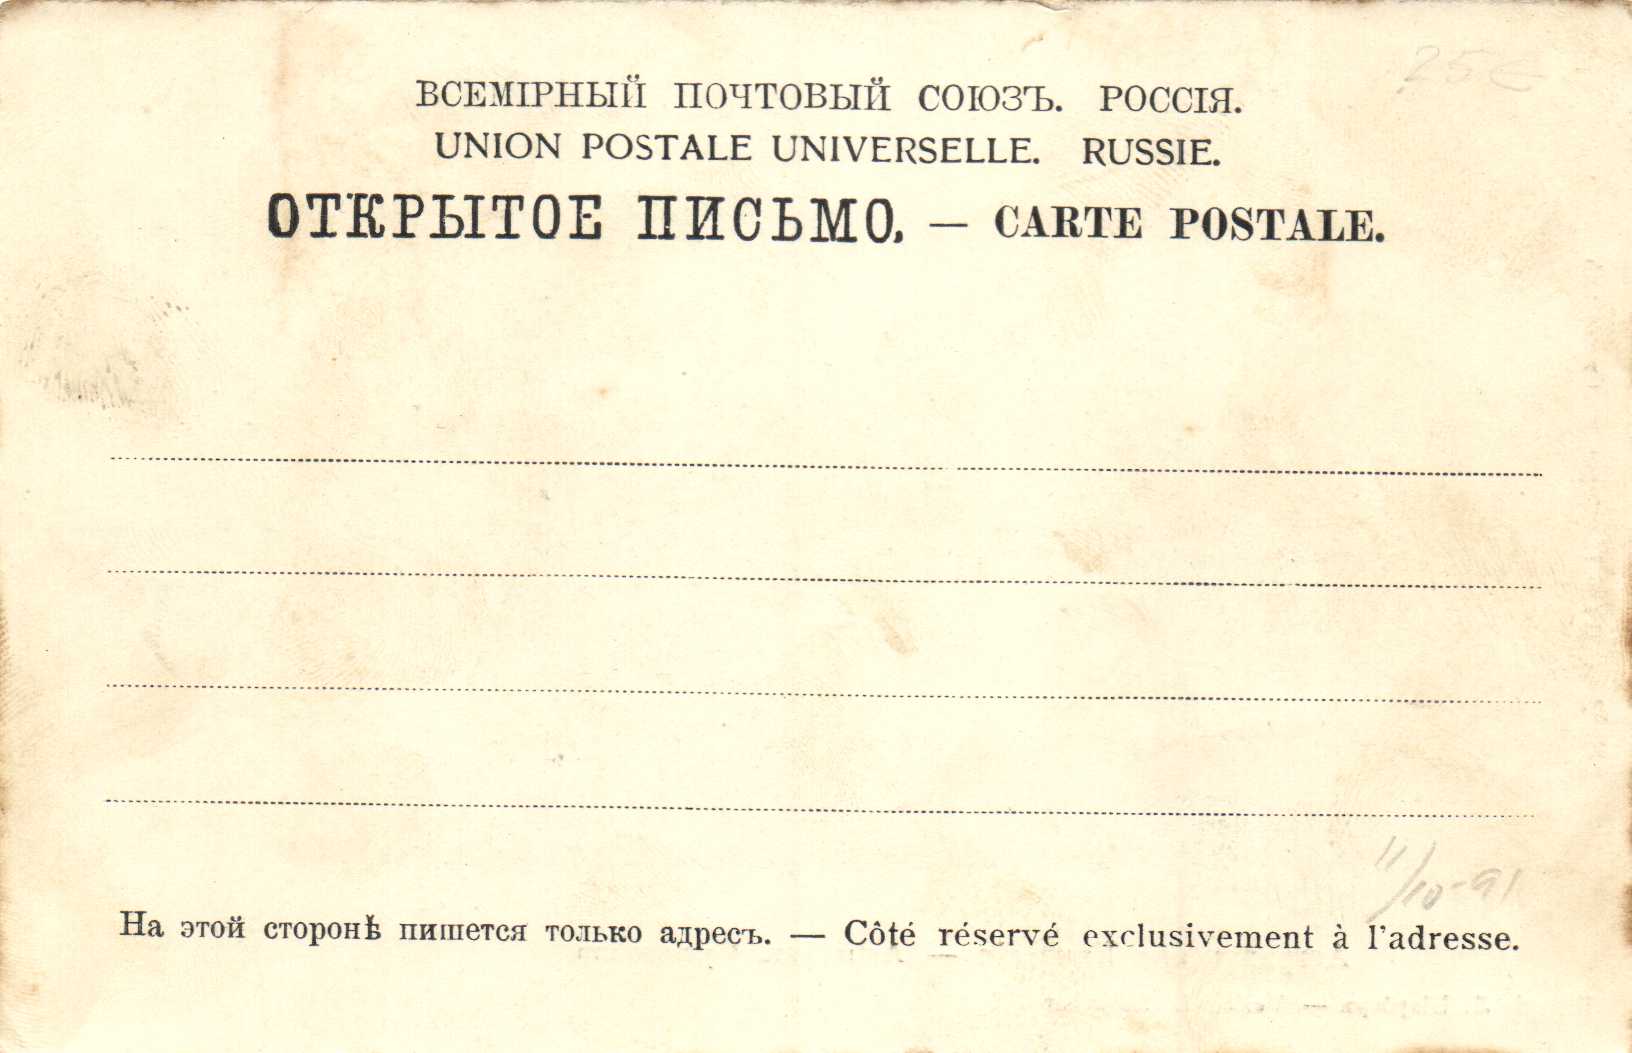 25€
ВСЕМІРНЫЙ ПОЧТОВЫЙ СОЮЗЪ. РОССІЯ.
UNION POSTALE UNIVERSELLE. RUSSIE.
ОТКРЫТОЕ ПИСЬМО. — CARTE POSTALE.
11/10-91
На этой сторонѣ пишется только адресъ. — Côté réservé exclusivement à l'adresse.